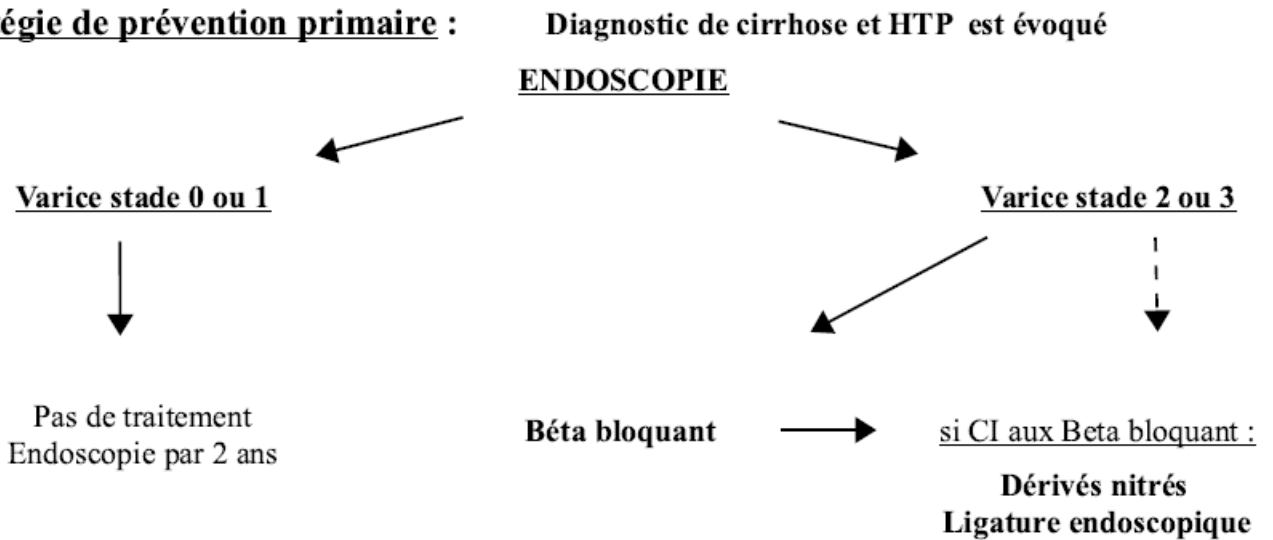 égie de prévention primaire : Diagnostic de cirrhose et HTP est évoqué
ENDOSCOPIE
Varice stade 0 ou 1
Varice stade 2 ou 3
Pas de traitement
Endoscopie par 2 ans
Béta bloquant
si CI aux Beta bloquant :
Dérivés nitrés
Ligature endoscopique